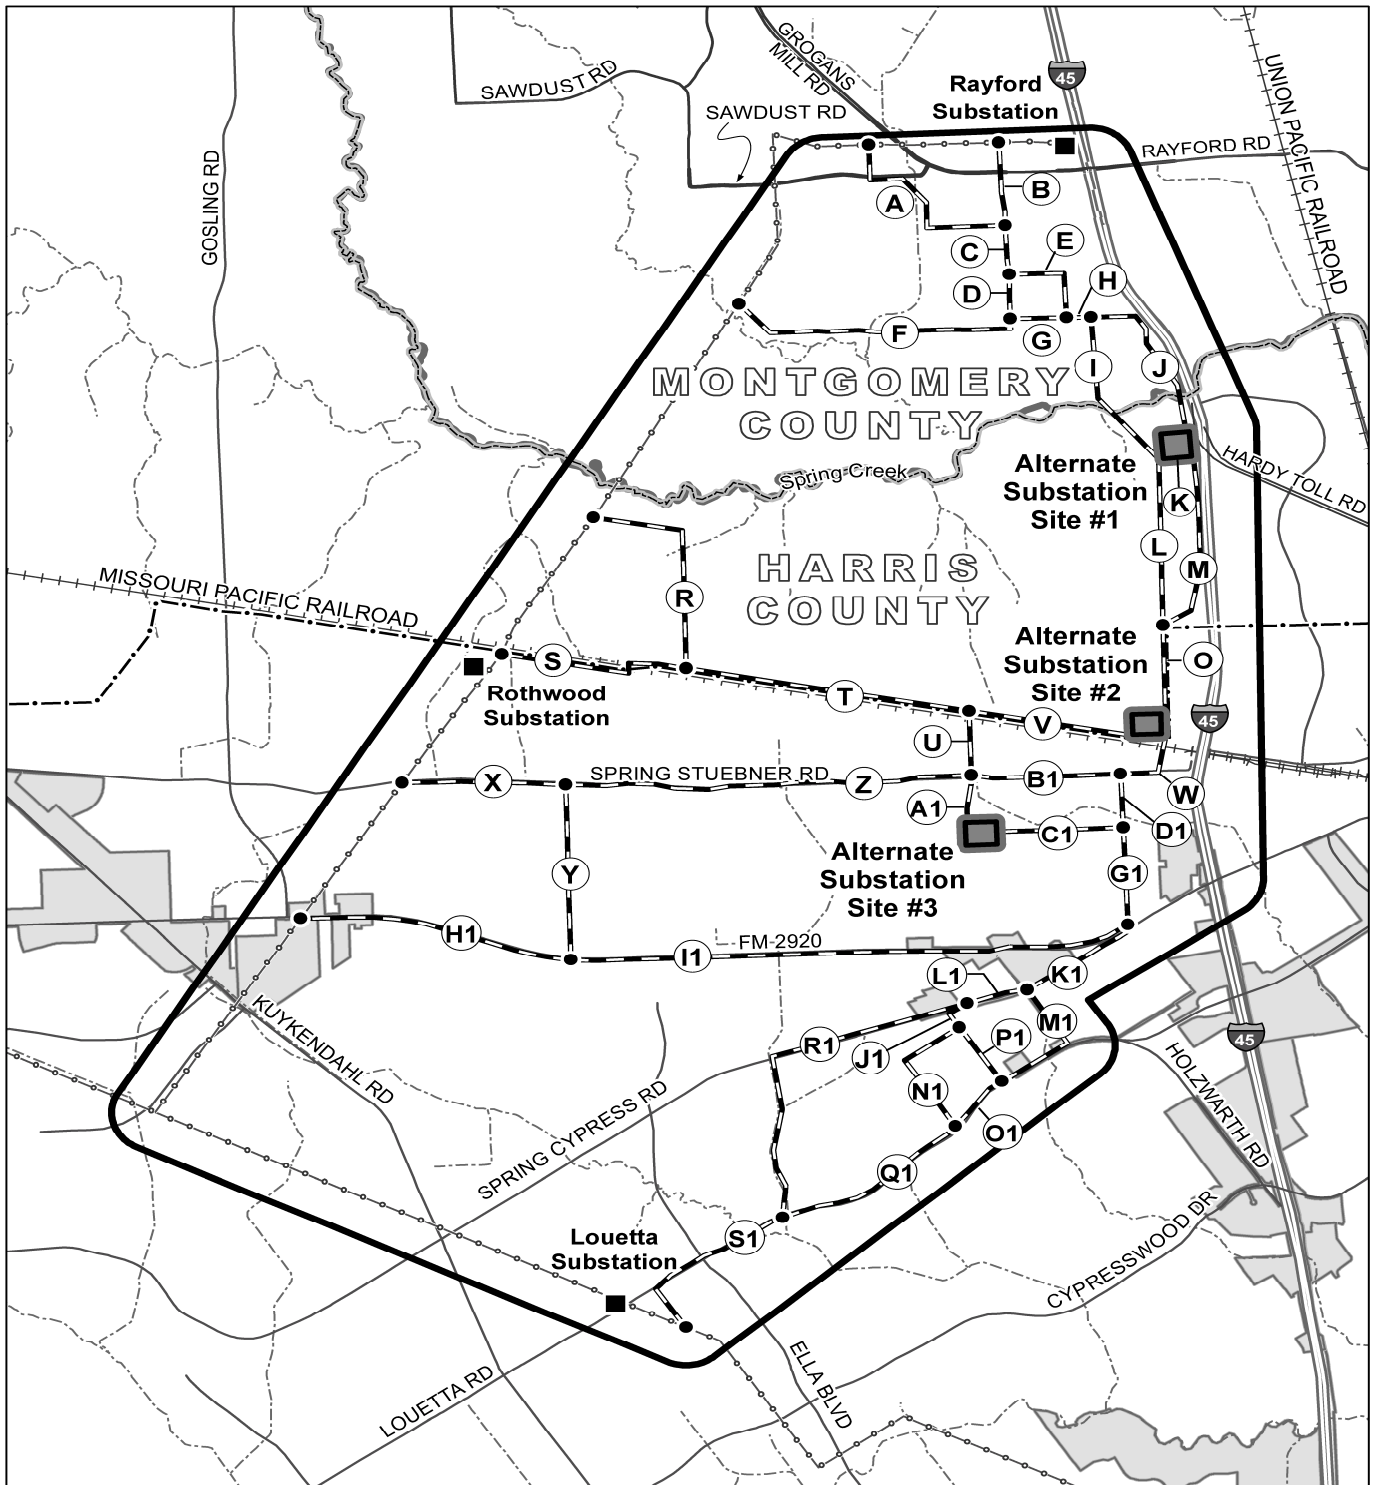 GROGANS
MILL RD
45
UNION PACIFIC RAILROAD
SAWDUST RD
Rayford
Substation
SAWDUST RD
RAYFORD RD
GOSLING RD
A
B
C
E
D
H
F
G
I
J
MONTGOMERY
COUNTY
Spring Creek
HARDY TOLL RD
Alternate
Substation
Site #1
K
L
M
HARRIS
COUNTY
MISSOURI PACIFIC RAILROAD
R
Alternate
Substation
Site #2
O
S
Rothwood
Substation
T
V
U
45
X
SPRING STUEBNER RD
Z
B1
W
A1
C1
D1
Alternate
Substation
Site #3
Y
G1
H1
I1
FM 2920
L1
K1
KUYKENDAHL RD
R1
J1
P1
M1
45
N1
O1
HOLZWARTH RD
SPRING CYPRESS RD
Q1
Louetta
Substation
S1
CYPRESSWOOD DR
LOUETTA RD
ELLA BLVD